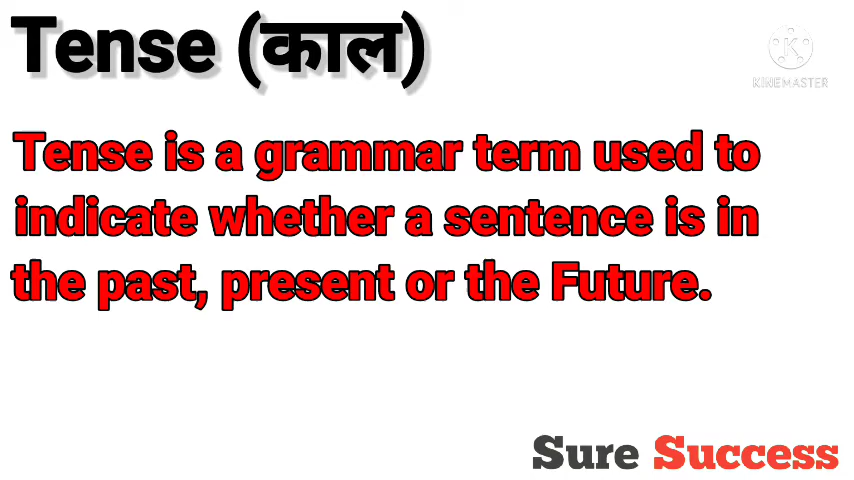 Tense (काल)
KINEMASTER
Tense is a grammar term used to
indicate whether a sentence is in
the past, present or the Future.
Sure Success